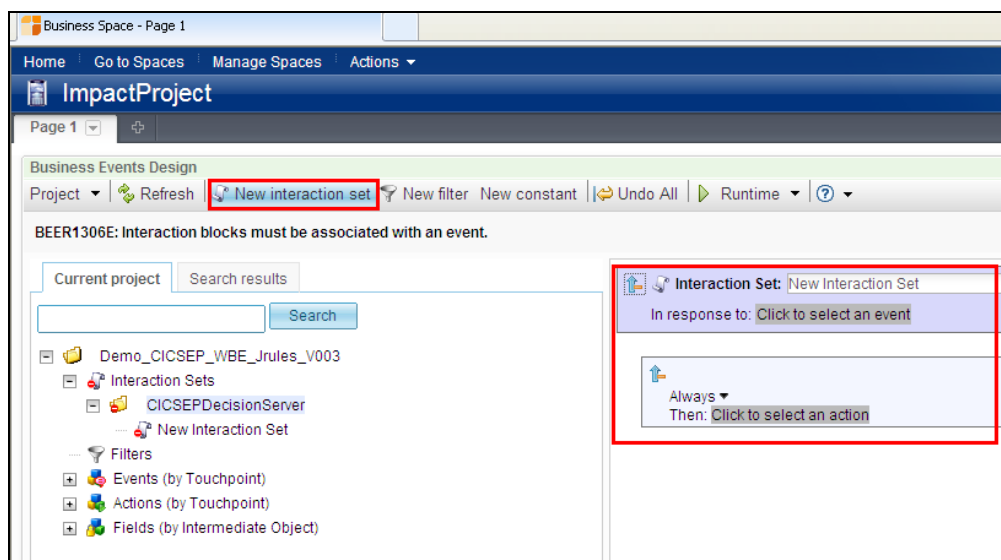 Business Space - Page 1
Home Go to Spaces Manage Spaces Actions
ImpactProject
Page 1
Business Events Design
Project Refresh New interaction set New filter New constant Undo All Runtime ?
BEER1306E: Interaction blocks must be associated with an event.
Current project Search results
Search
Demo_CICSEP_WBE_Jrules_V003
Interaction Sets
CICSEPDecisionServer
New Interaction Set
Filters
Events (by Touchpoint)
Actions (by Touchpoint)
Fields (by Intermediate Object)
Interaction Set: New Interaction Set
In response to: Click to select an event
Always
Then: Click to select an action